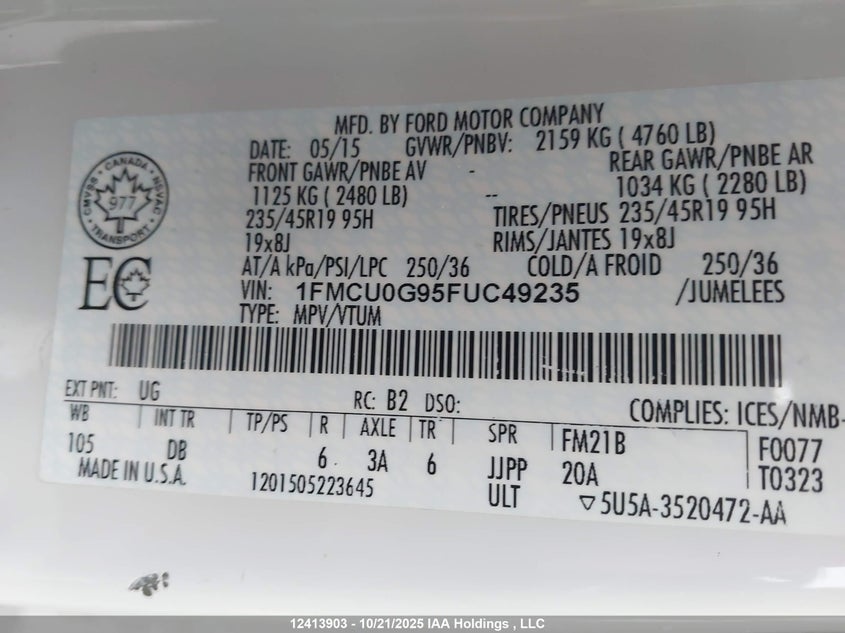 MFD. BY FORD MOTOR COMPANY
DATE: 05/15 GVWR/PNBV: 2159 KG ( 4760 LB)
FRONT GAWR/PNBE AV - REAR GAWR/PNBE AR
1125 KG ( 2480 LB) -- 1034 KG ( 2280 LB)
235/45R19 95H TIRES/PNEUS 235/45R19 95H
19x8J RIMS/JANTES 19x8J
AT/A kPa/PSI/LPC 250/36 COLD/A FROID 250/36
VIN: 1FMCU0G95FUC49235 /JUMELEES
TYPE: MPV/VTUM
CMVSS · CANADA · NSVAC · TRANSPORT
977
EC
EXT PNT: UG RC: B2 DSO: COMPLIES: ICES/NMB-
WB INT TR TP/PS R AXLE TR SPR FM21B F0077
105 DB 6 3A 6 JJPP 20A T0323
MADE IN U.S.A. 1201505223645 ULT ▽5U5A-3520472-AA
12413903 - 10/21/2025 IAA Holdings , LLC